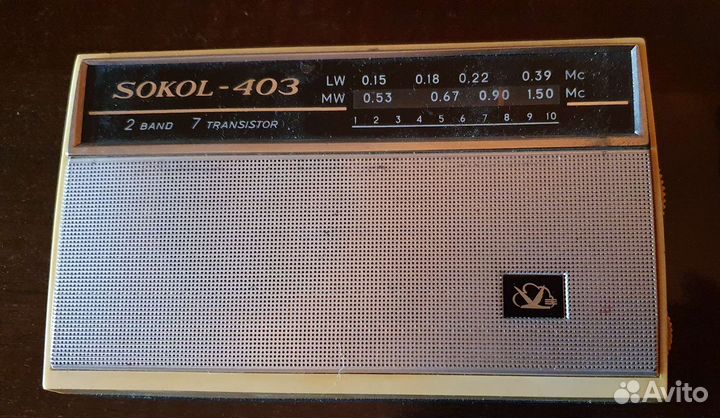 SOKOL-403
LW 0.15 0.18 0.22 0.39 Mc
MW 0.53 0.67 0.90 1.50 Mc
2 BAND 7 TRANSISTOR
1 2 3 4 5 6 7 8 9 10
Avito